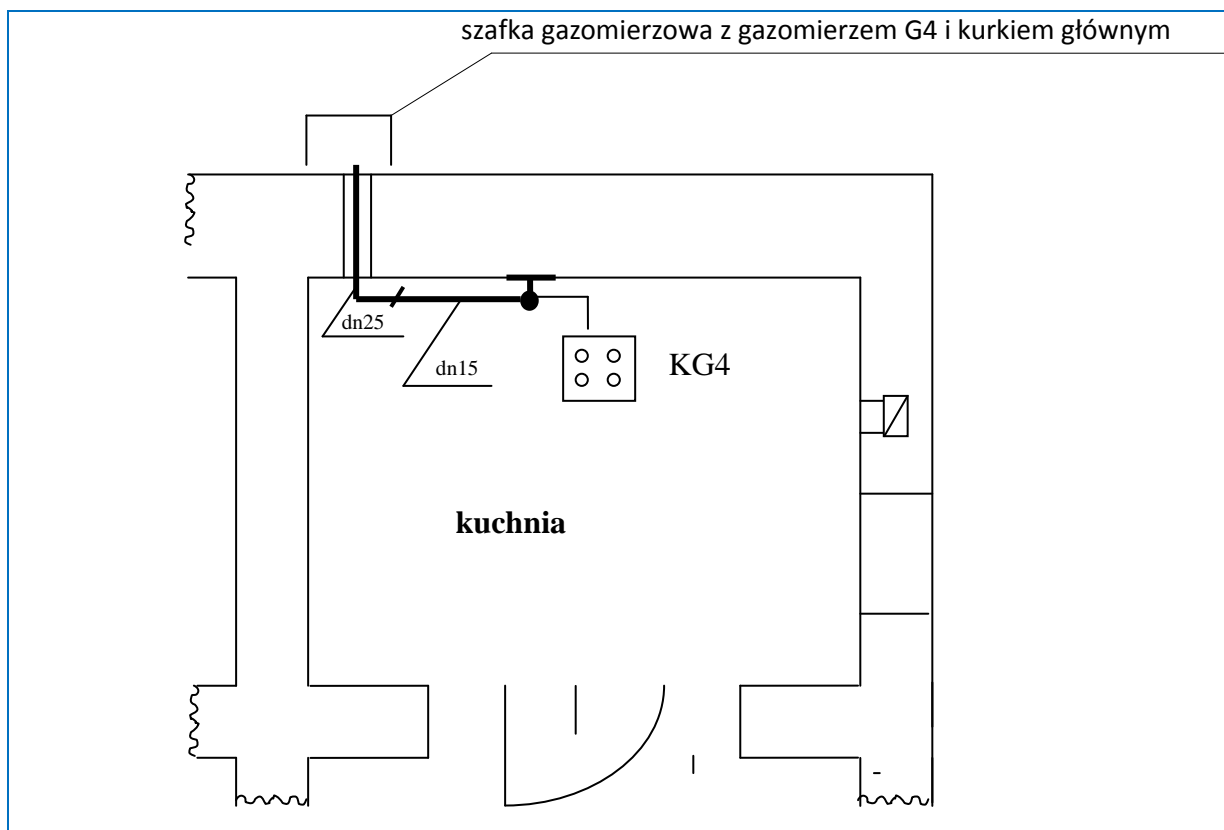 szafka gazomierzowa z gazomierzem G4 i kurkiem głównym
dn25
dn15
KG4
kuchnia